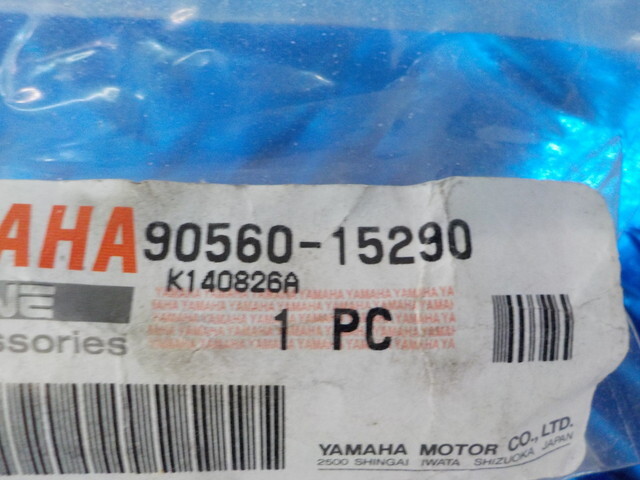 AHA 90560-15290
K140826A
1 PC
ssories
YAMAHA MOTOR CO., LTD.
2500 SHINGAI IWATA SHIZUOKA JAPAN